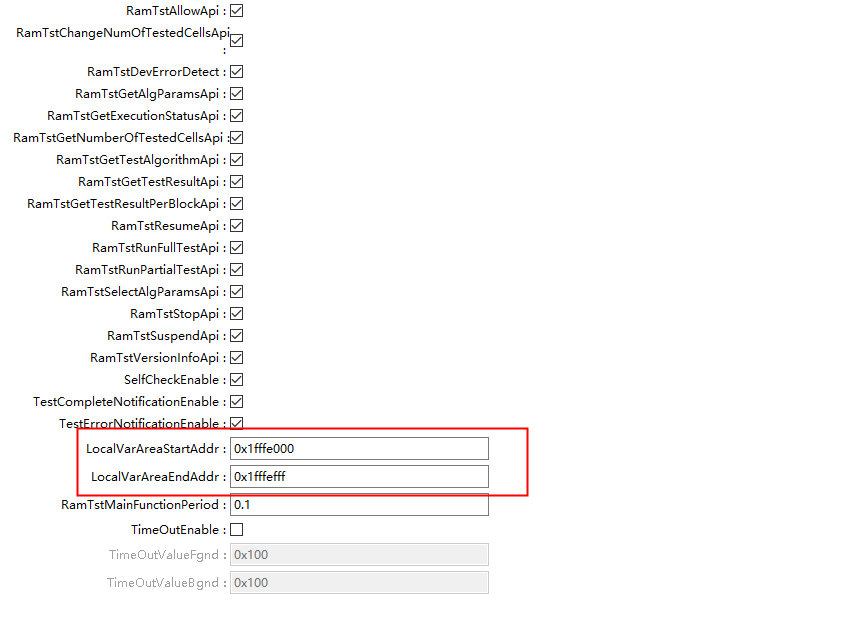 RamTstAllowApi :
RamTstChangeNumOfTestedCellsApi
:
RamTstDevErrorDetect :
RamTstGetAlgParamsApi :
RamTstGetExecutionStatusApi :
RamTstGetNumberOfTestedCellsApi :
RamTstGetTestAlgorithmApi :
RamTstGetTestResultApi :
RamTstGetTestResultPerBlockApi :
RamTstResumeApi :
RamTstRunFullTestApi :
RamTstRunPartialTestApi :
RamTstSelectAlgParamsApi :
RamTstStopApi :
RamTstSuspendApi :
RamTstVersionInfoApi :
SelfCheckEnable :
TestCompleteNotificationEnable :
TestErrorNotificationEnable :
LocalVarAreaStartAddr : 0x1fffe000
LocalVarAreaEndAddr : 0x1fffefff
RamTstMainFunctionPeriod : 0.1
TimeOutEnable :
TimeOutValueFgnd : 0x100
TimeOutValueBgnd : 0x100